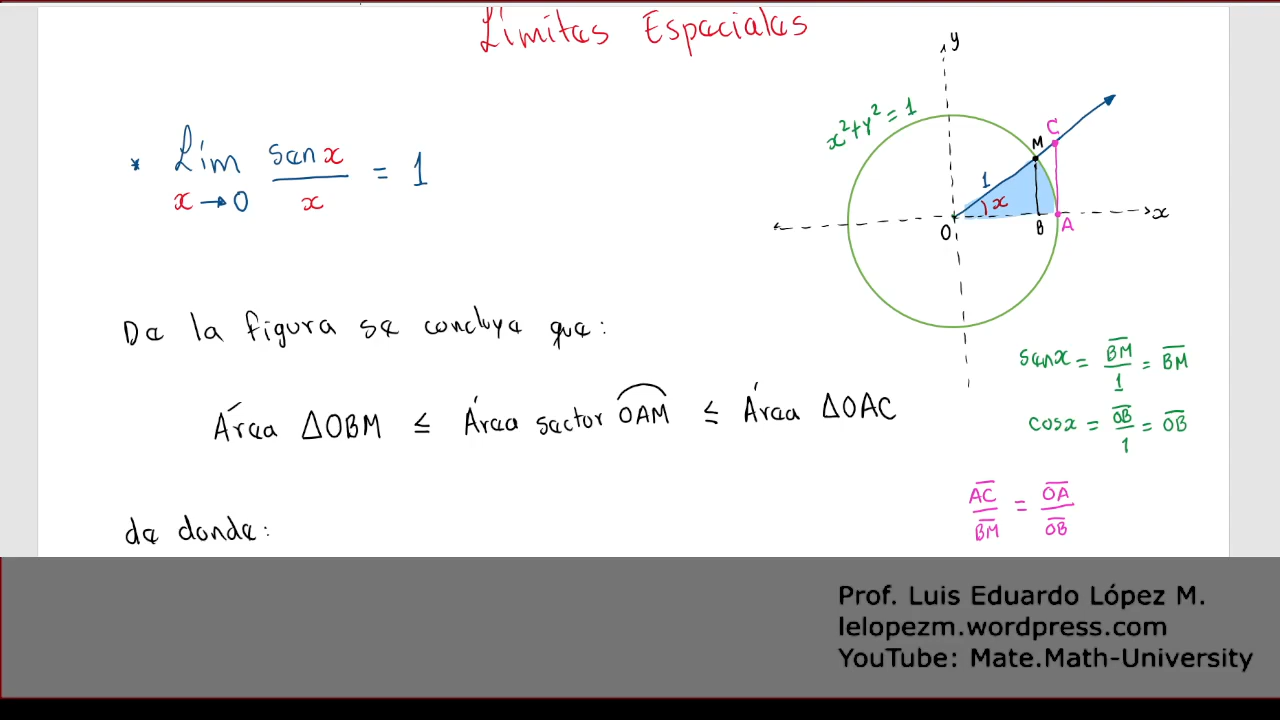 Límites Especiales
* Lím x→0 sen x / x = 1
x² + y² = 1
y
C
M
1
x
x
O
B
A
De la figura se concluye que:
Área ΔOBM ≤ Área sector OAM ≤ Área ΔOAC
sen x = BM / 1 = BM
cos x = OB / 1 = OB
AC / BM = OA / OB
de donde:
Prof. Luis Eduardo López M.
lelopezm.wordpress.com
YouTube: Mate.Math-University